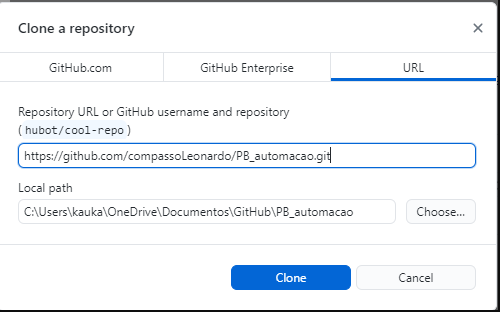 Clone a repository
GitHub.com
GitHub Enterprise
URL
Repository URL or GitHub username and repository
(hubot/cool-repo)
https://github.com/compassoLeonardo/PB_automacao.git
Local path
C:\Users\kauka\OneDrive\Documentos\GitHub\PB_automacao
Choose...
Clone
Cancel